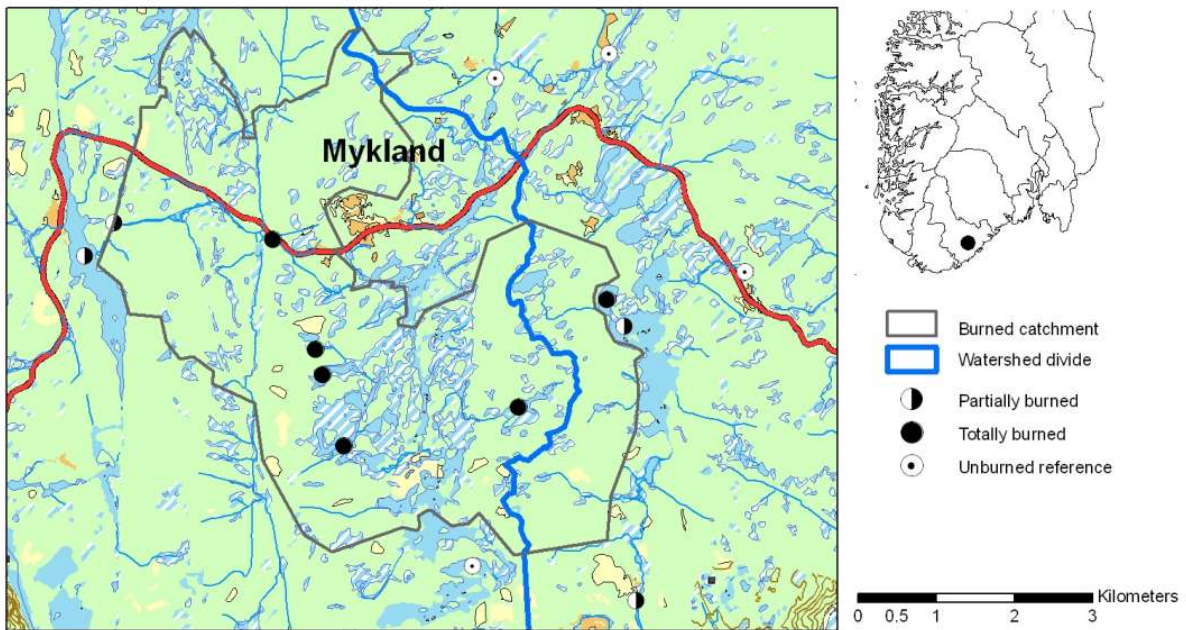 Mykland
Burned catchment
Watershed divide
Partially burned
Totally burned
Unburned reference
Kilometers
0 0.5 1 2 3